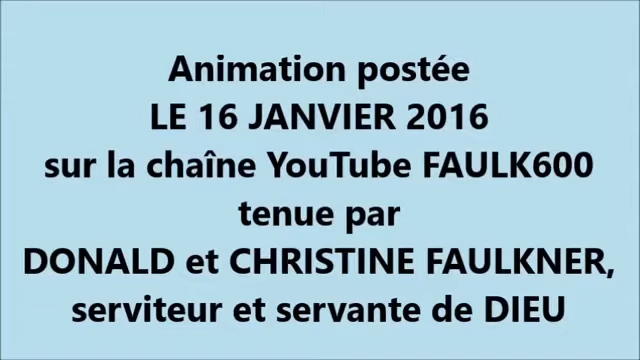 Animation postée
LE 16 JANVIER 2016
sur la chaîne YouTube FAULK600
tenue par
DONALD et CHRISTINE FAULKNER,
serviteur et servante de DIEU